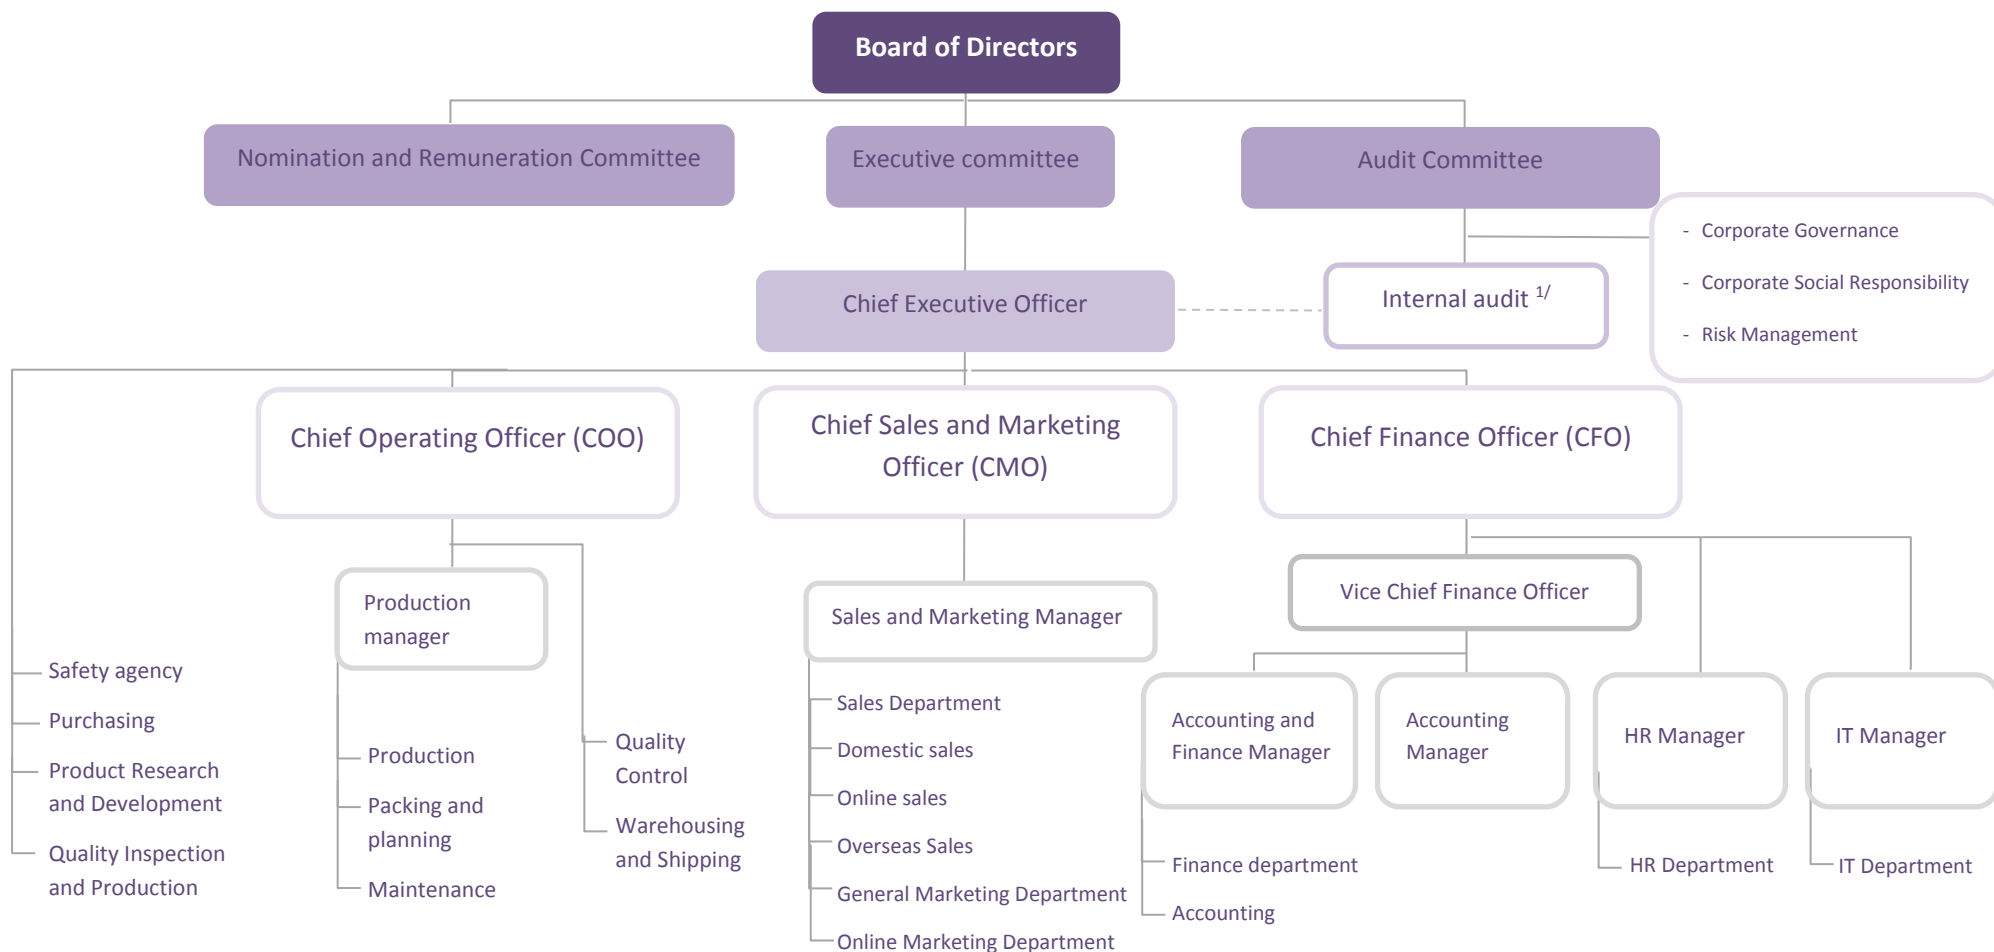 Board of Directors
Nomination and Remuneration Committee
Executive committee
Audit Committee
- Corporate Governance
- Corporate Social Responsibility
- Risk Management
Chief Executive Officer
Internal audit 1/
Chief Operating Officer (COO)
Chief Sales and Marketing
Officer (CMO)
Chief Finance Officer (CFO)
Production
manager
Sales and Marketing Manager
Vice Chief Finance Officer
Safety agency
Purchasing
Product Research
and Development
Quality Inspection
and Production
Production
Packing and
planning
Maintenance
Quality
Control
Warehousing
and Shipping
Sales Department
Domestic sales
Online sales
Overseas Sales
General Marketing Department
Online Marketing Department
Accounting and
Finance Manager
Accounting
Manager
HR Manager
IT Manager
Finance department
Accounting
HR Department
IT Department